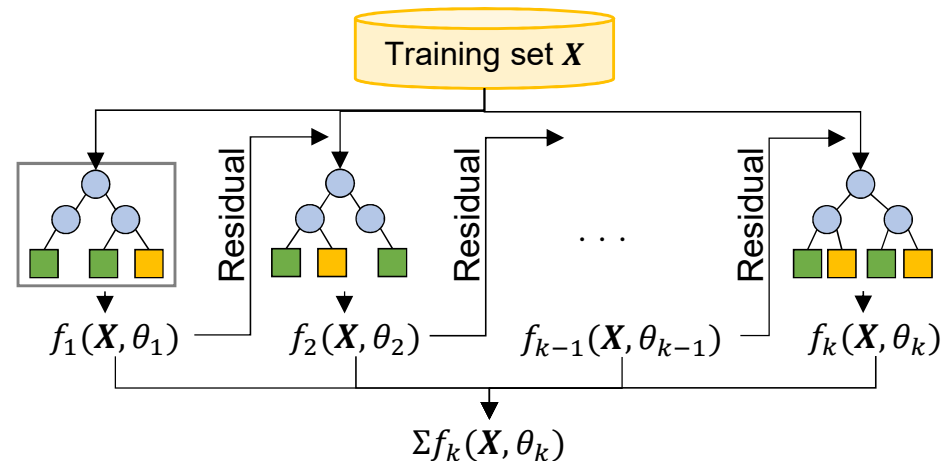 Training set X
Residual
Residual
Residual
. . .
f₁(X, θ₁)
f₂(X, θ₂)
fₖ₋₁(X, θₖ₋₁)
fₖ(X, θₖ)
Σfₖ(X, θₖ)